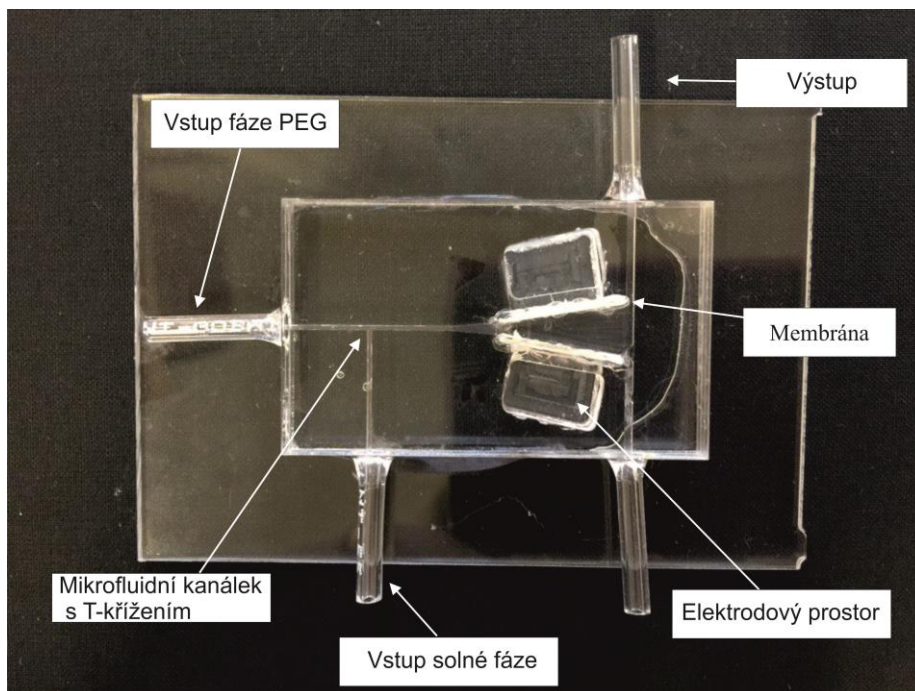 Výstup
Vstup fáze PEG
Membrána
Mikrofluidní kanálek
s T-křížením
Elektrodový prostor
Vstup solné fáze